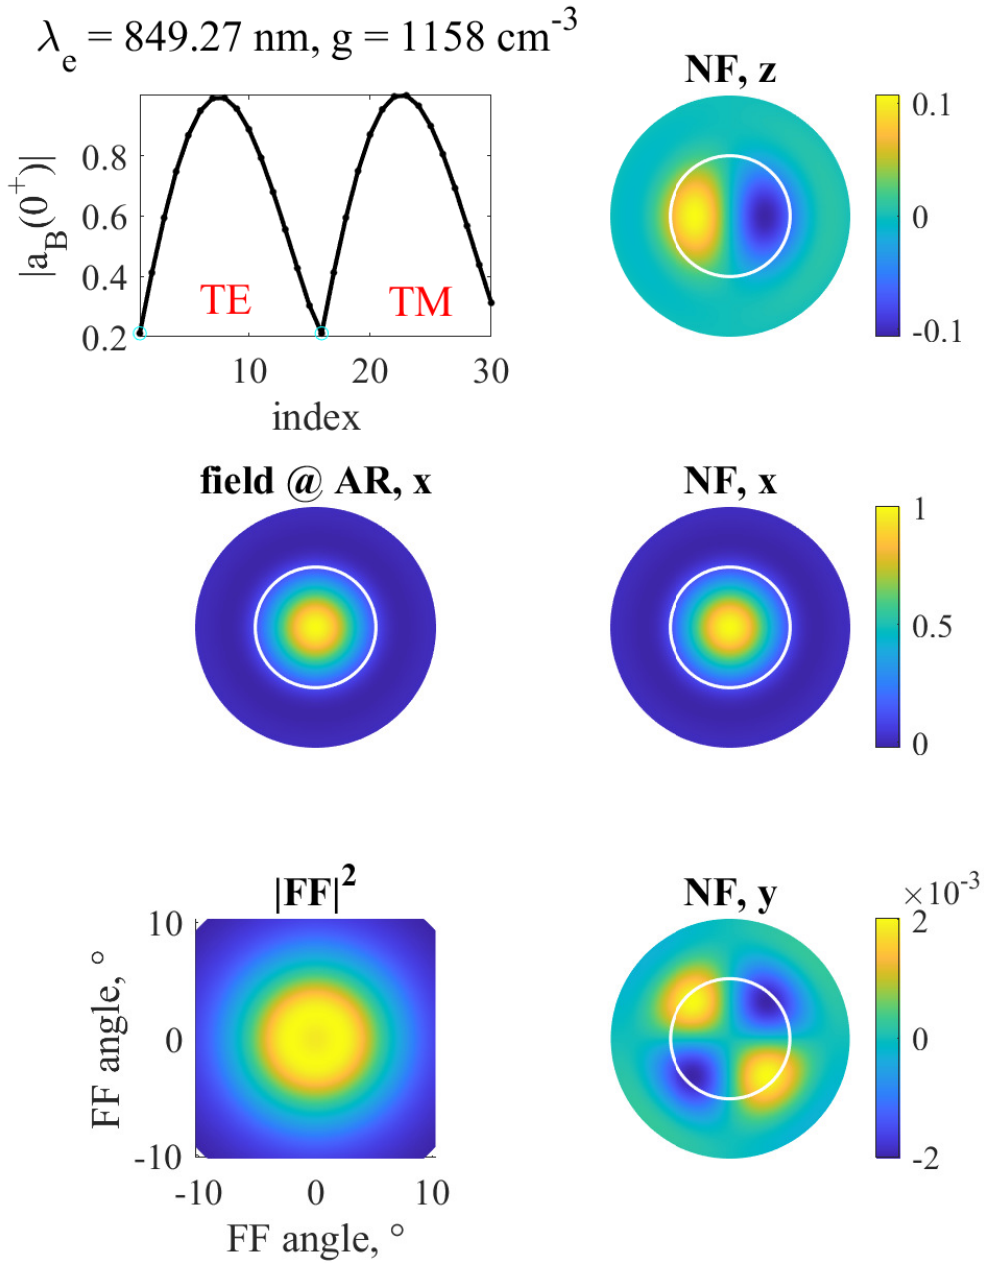 λe = 849.27 nm, g = 1158 cm-3
|aB(0+)|
0.8
0.6
0.4
0.2
TE
TM
10
20
30
index
NF, z
0.1
0
-0.1
field @ AR, x
NF, x
1
0.5
0
|FF|2
FF angle, °
10
0
-10
-10
0
10
FF angle, °
NF, y
×10-3
2
0
-2